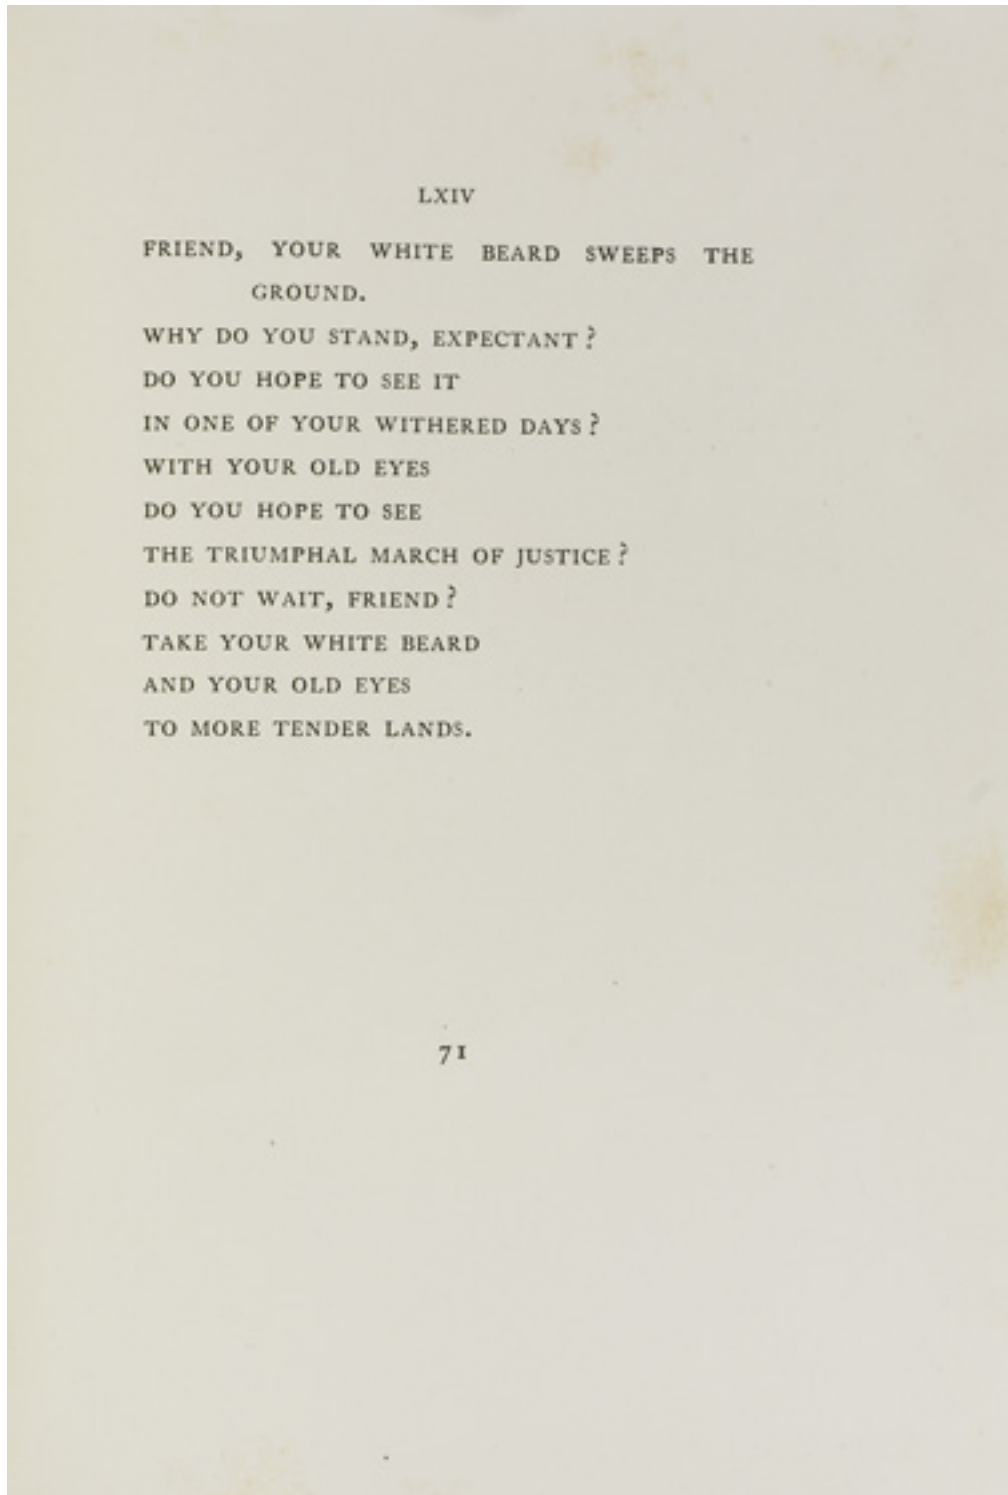 LXIV
FRIEND, YOUR WHITE BEARD SWEEPS THE
GROUND.
WHY DO YOU STAND, EXPECTANT?
DO YOU HOPE TO SEE IT
IN ONE OF YOUR WITHERED DAYS?
WITH YOUR OLD EYES
DO YOU HOPE TO SEE
THE TRIUMPHAL MARCH OF JUSTICE?
DO NOT WAIT, FRIEND?
TAKE YOUR WHITE BEARD
AND YOUR OLD EYES
TO MORE TENDER LANDS.
71